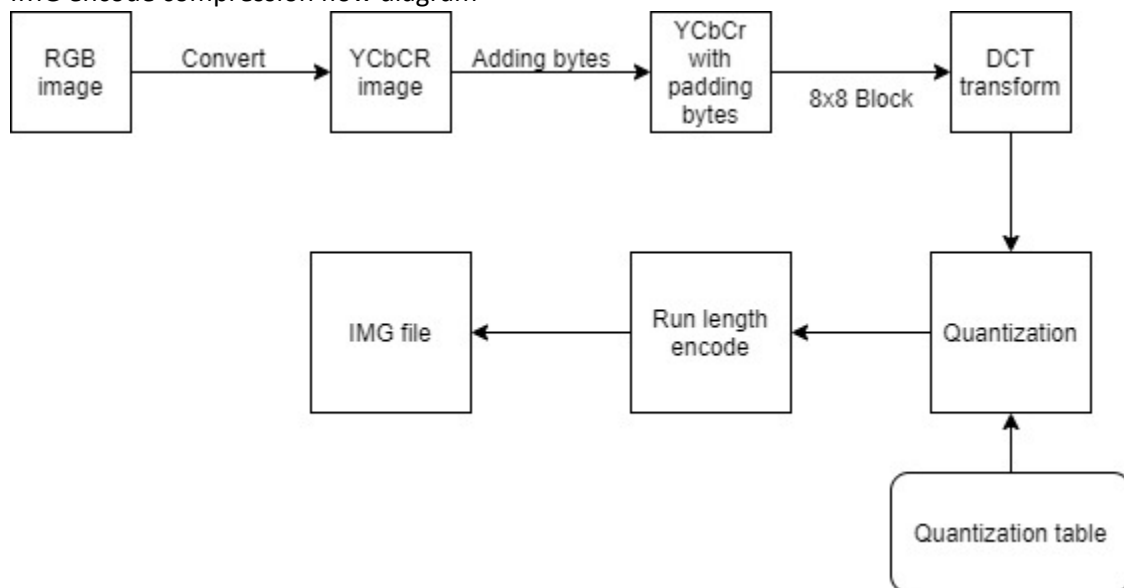 IMG encode compression flow diagram
RGB
image
Convert
YCbCR
image
Adding bytes
YCbCr
with
padding
bytes
8x8 Block
DCT
transform
IMG file
Run length
encode
Quantization
Quantization table